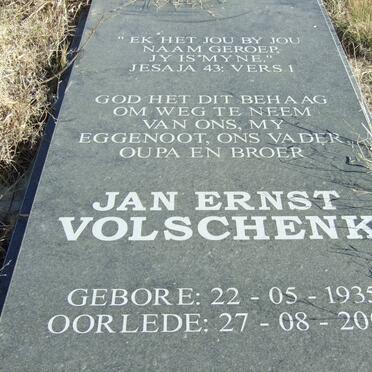 "EK HET JOU BY JOU
NAAM GEROEP,
JY IS MYNE."
JESAJA 43: VERS 1
GOD HET DIT BEHAAG
OM WEG TE NEEM
VAN ONS, MY
EGGENOOT, ONS VADER
OUPA EN BROER
JAN ERNST
VOLSCHENK
GEBORE: 22 - 05 - 1935
OORLEDE: 27 - 08 -